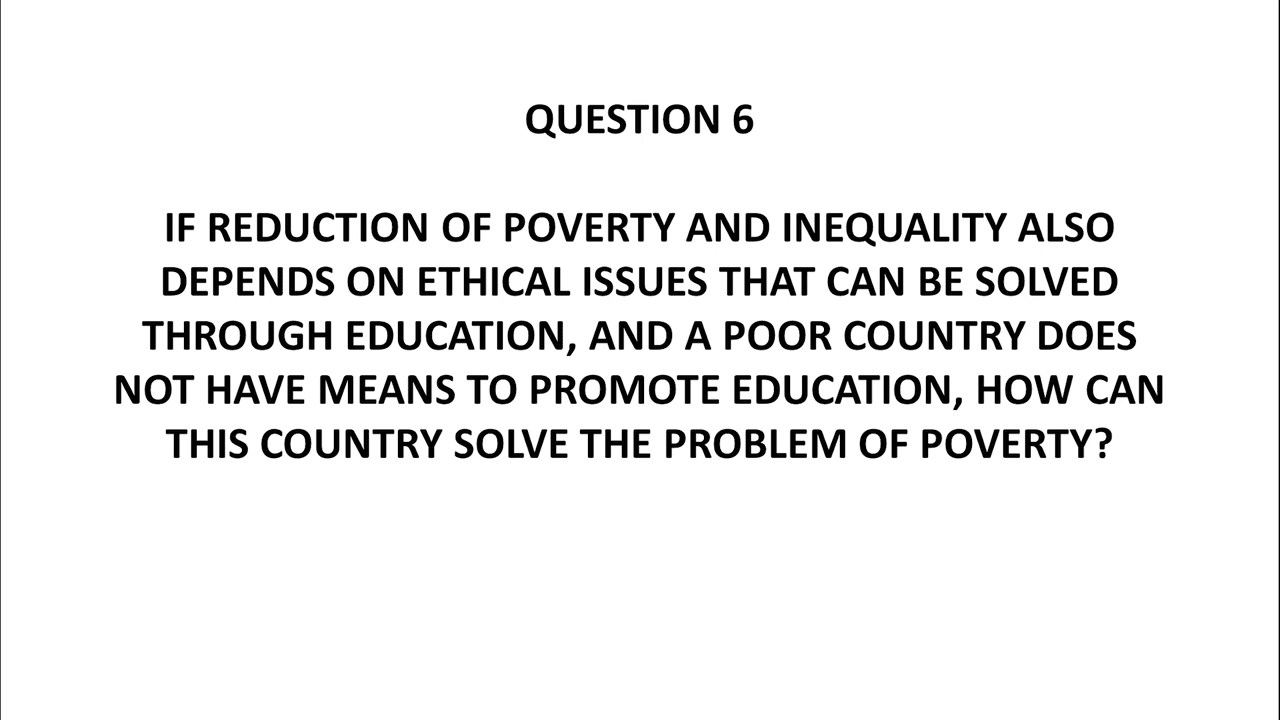 QUESTION 6
IF REDUCTION OF POVERTY AND INEQUALITY ALSO
DEPENDS ON ETHICAL ISSUES THAT CAN BE SOLVED
THROUGH EDUCATION, AND A POOR COUNTRY DOES
NOT HAVE MEANS TO PROMOTE EDUCATION, HOW CAN
THIS COUNTRY SOLVE THE PROBLEM OF POVERTY?